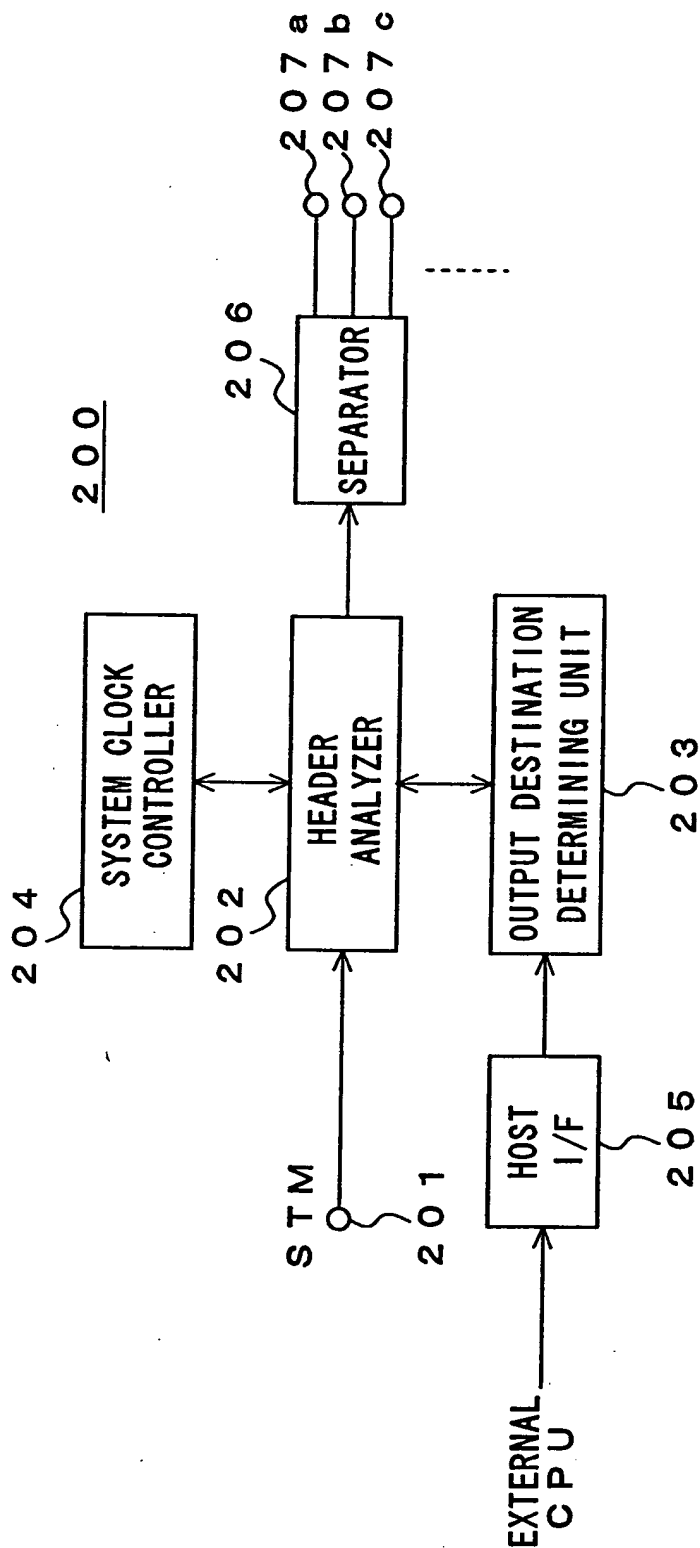 200
204
SYSTEM CLOCK
CONTROLLER
206
207a
207b
207c
SEPARATOR
202
HEADER
ANALYZER
STM
201
EXTERNAL
CPU
HOST
I/F
205
OUTPUT DESTINATION
DETERMINING UNIT
203